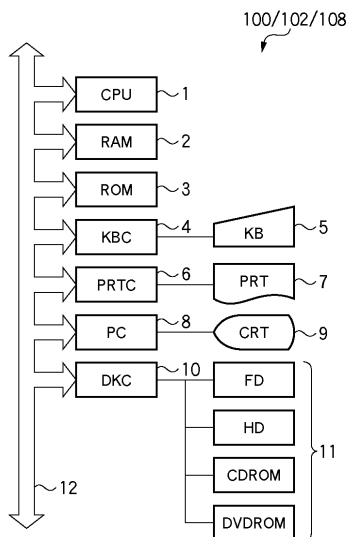 100/102/108
CPU 1
RAM 2
ROM 3
KBC 4 KB 5
PRTC 6 PRT 7
PC 8 CRT 9
DKC 10 FD
HD 11
CDROM
12 DVDROM